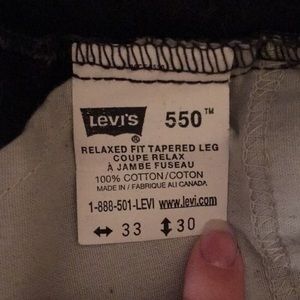 Levi's
®
550™
RELAXED FIT TAPERED LEG
COUPE RELAX
À JAMBE FUSEAU
100% COTTON/COTON
MADE IN / FABRIQUE AU CANADA
1-888-501-LEVI www.levi.com
↔ 33 ↕ 30